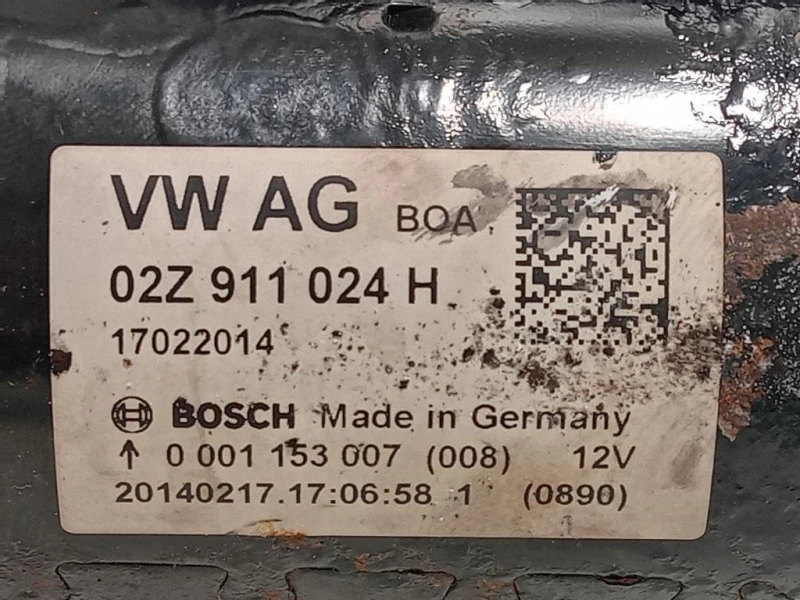 VW AG BOA
02Z 911 024 H
17022014
BOSCH Made in Germany
↑ 0 001 153 007 (008) 12V
20140217.17:06:58 1 (0890)